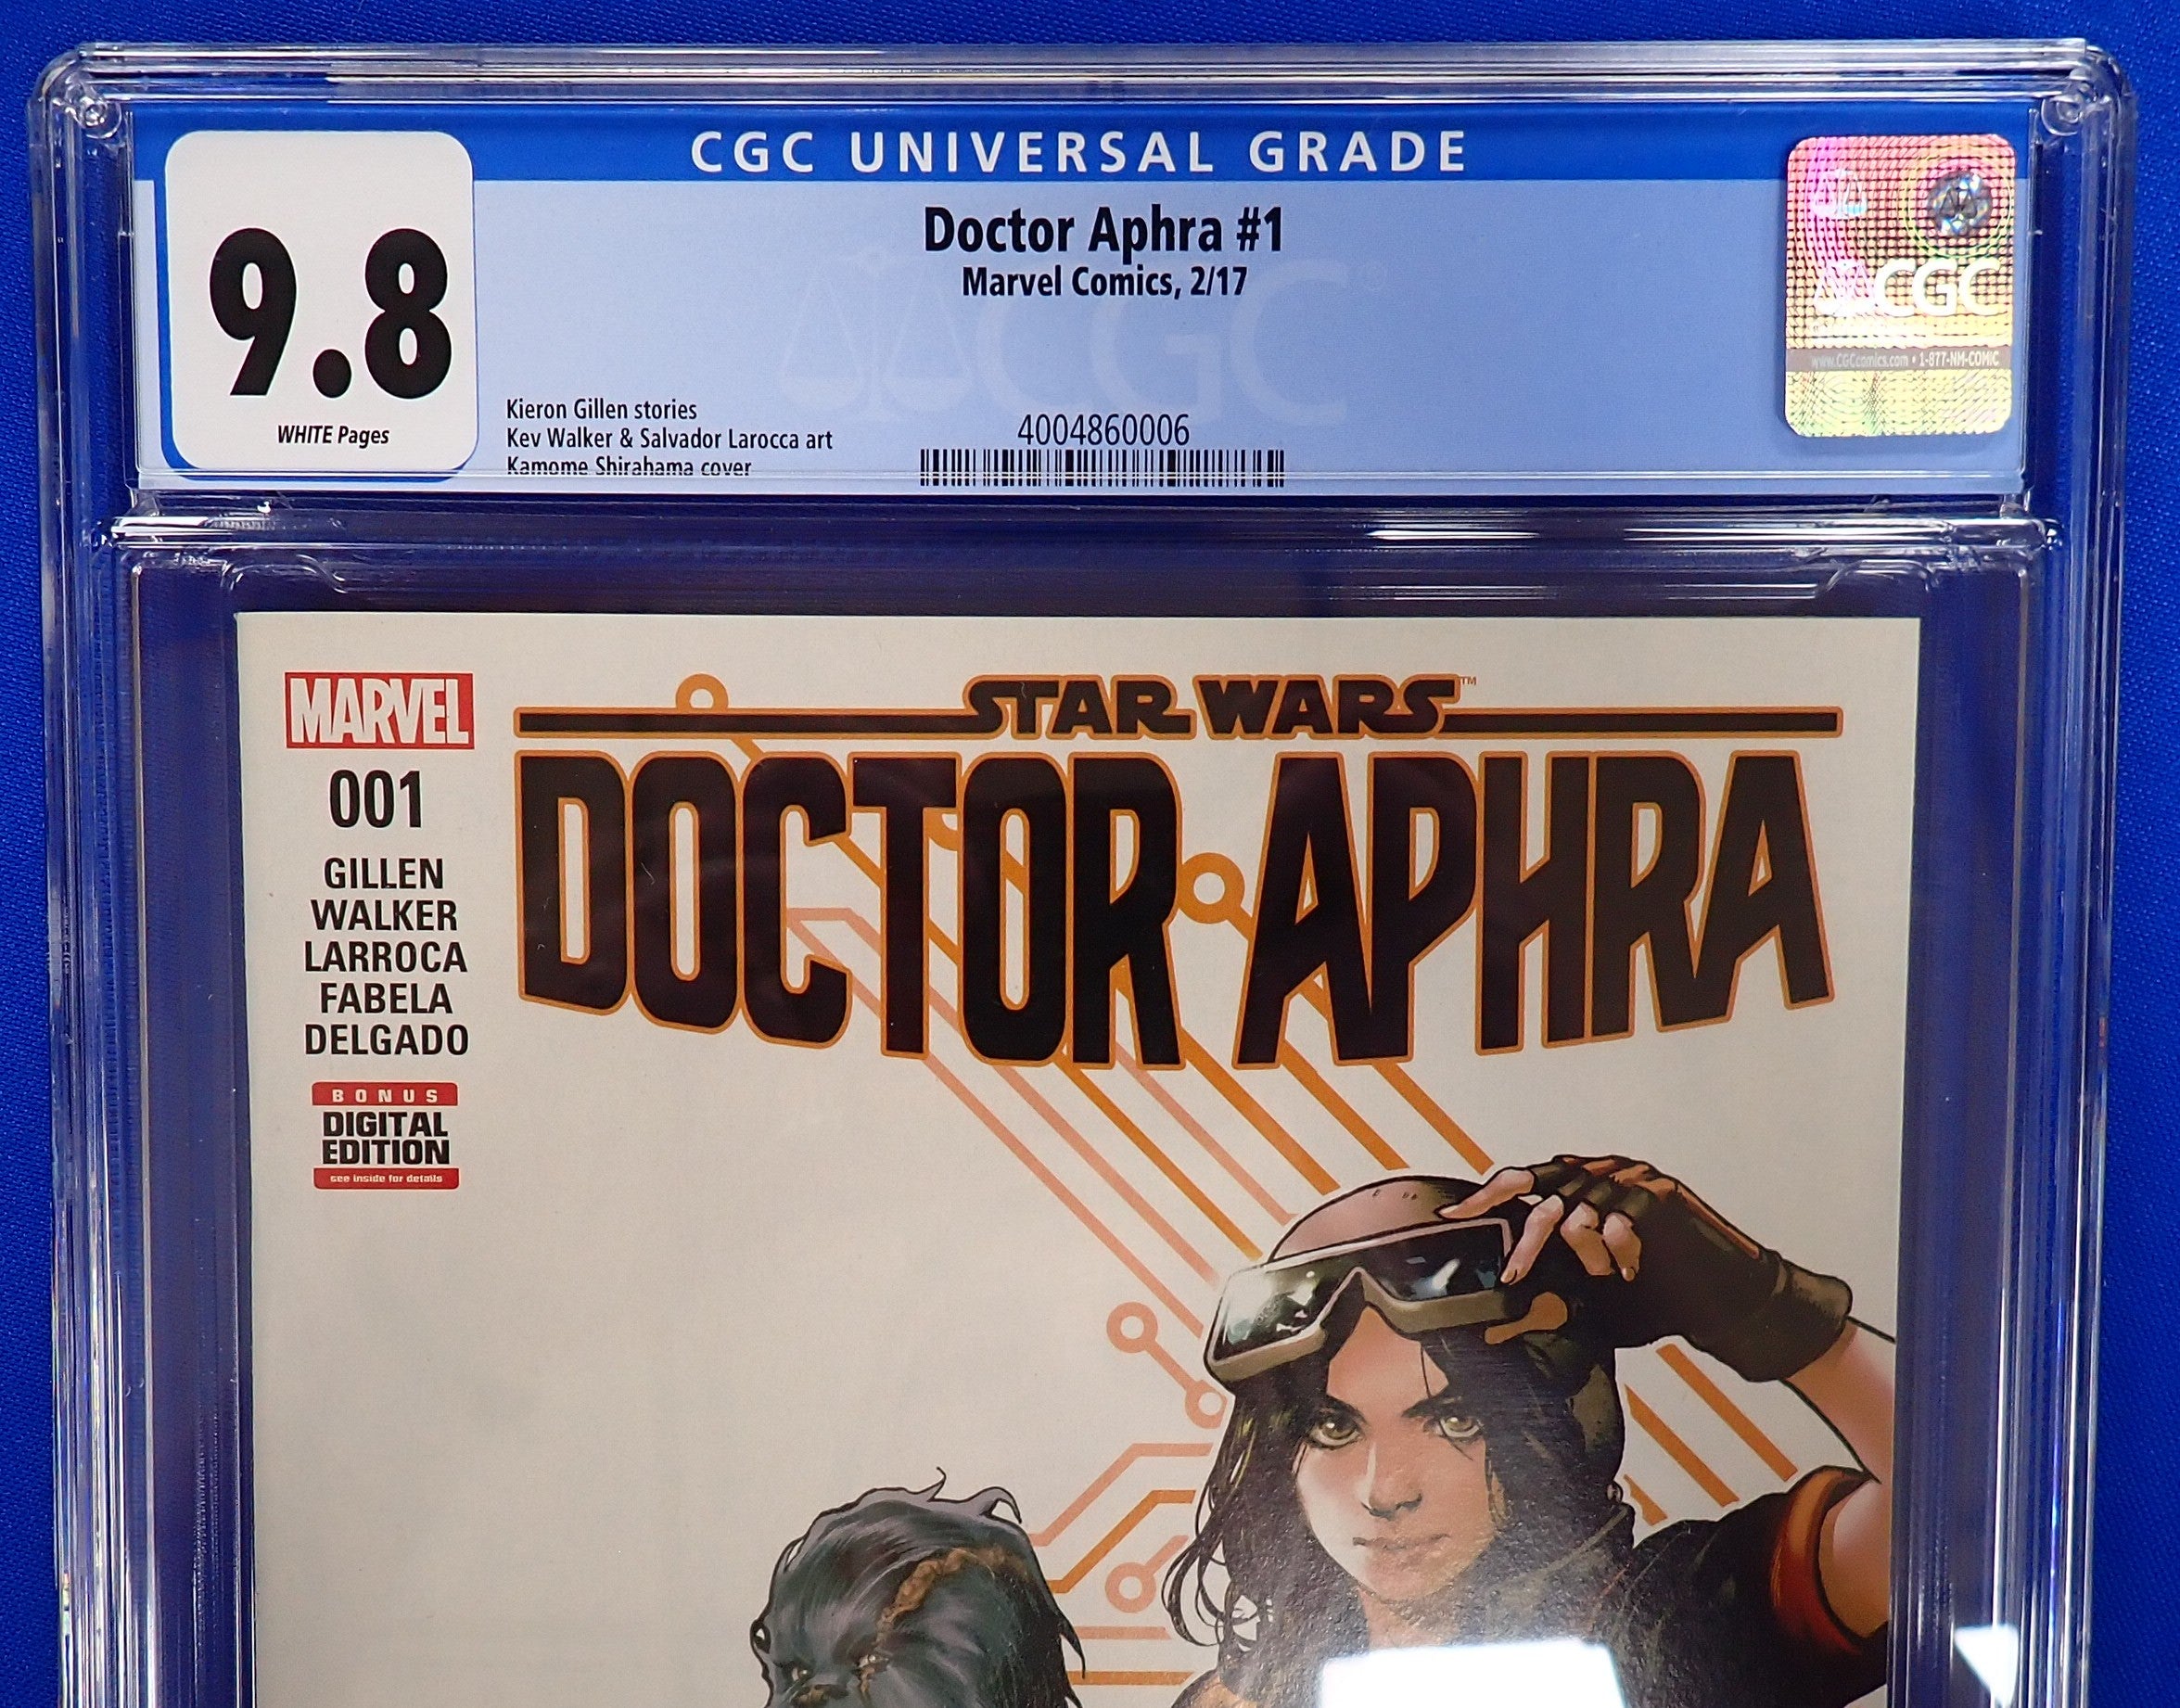 CGC UNIVERSAL GRADE
9.8
WHITE Pages
Doctor Aphra #1
Marvel Comics, 2/17
CGC
Kieron Gillen stories
Kev Walker & Salvador Larocca art
Kamome Shirahama cover
4004860006
CGC
www.CGCcomics.com • 1-877-NM-COMIC
MARVEL
001
GILLEN
WALKER
LARROCA
FABELA
DELGADO
BONUS
DIGITAL
EDITION
see inside for details
STAR WARS™
DOCTOR APHRA